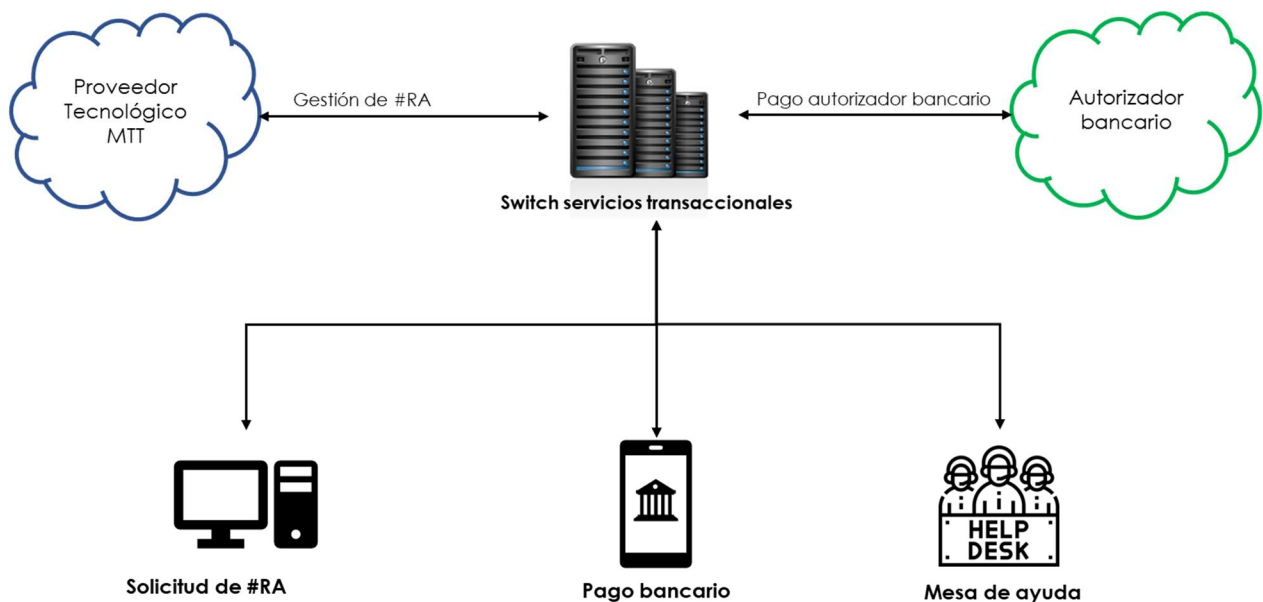 Proveedor
Tecnológico
MTT
Gestión de #RA
Pago autorizador bancario
Autorizador
bancario
Switch servicios transaccionales
HELP
DESK
Solicitud de #RA
Pago bancario
Mesa de ayuda